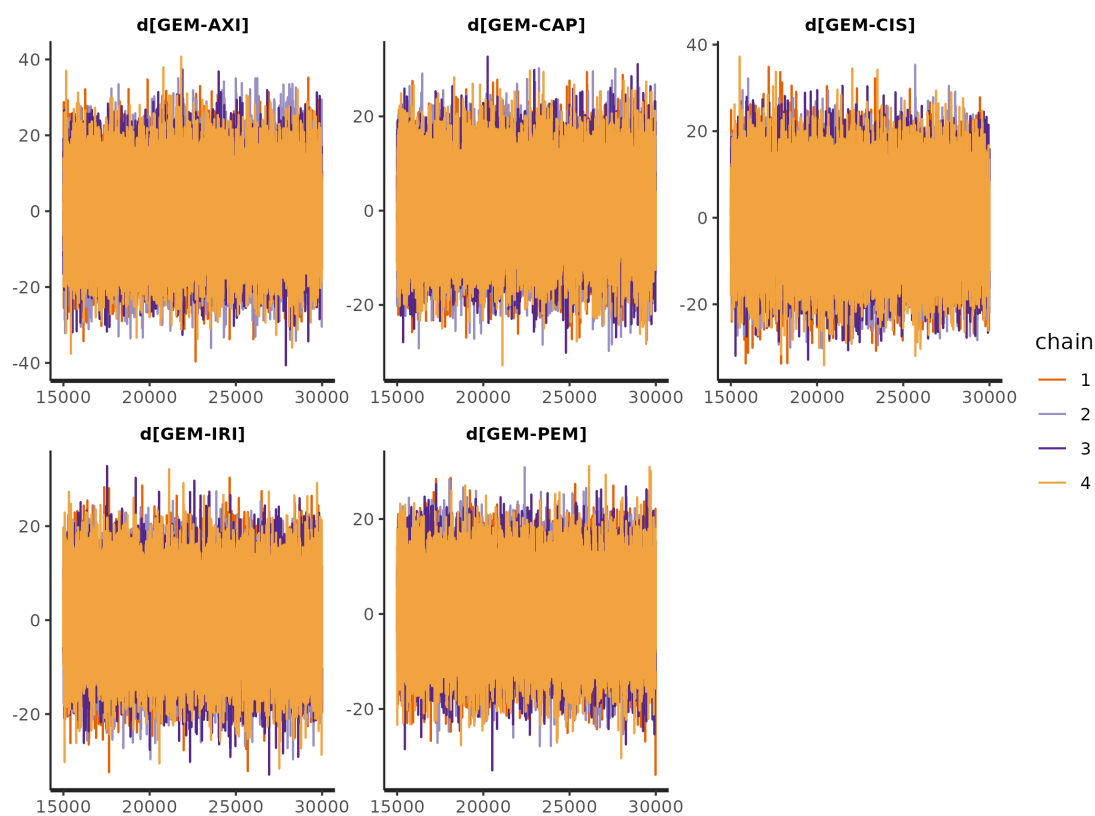 d[GEM-AXI] d[GEM-CAP] d[GEM-CIS]
40 20 0 -20 -40
20 0 -20
40 20 0 -20
15000 20000 25000 30000 15000 20000 25000 30000 15000 20000 25000 30000
d[GEM-IRI] d[GEM-PEM]
20 0 -20
20 0 -20
15000 20000 25000 30000 15000 20000 25000 30000
chain
1
2
3
4